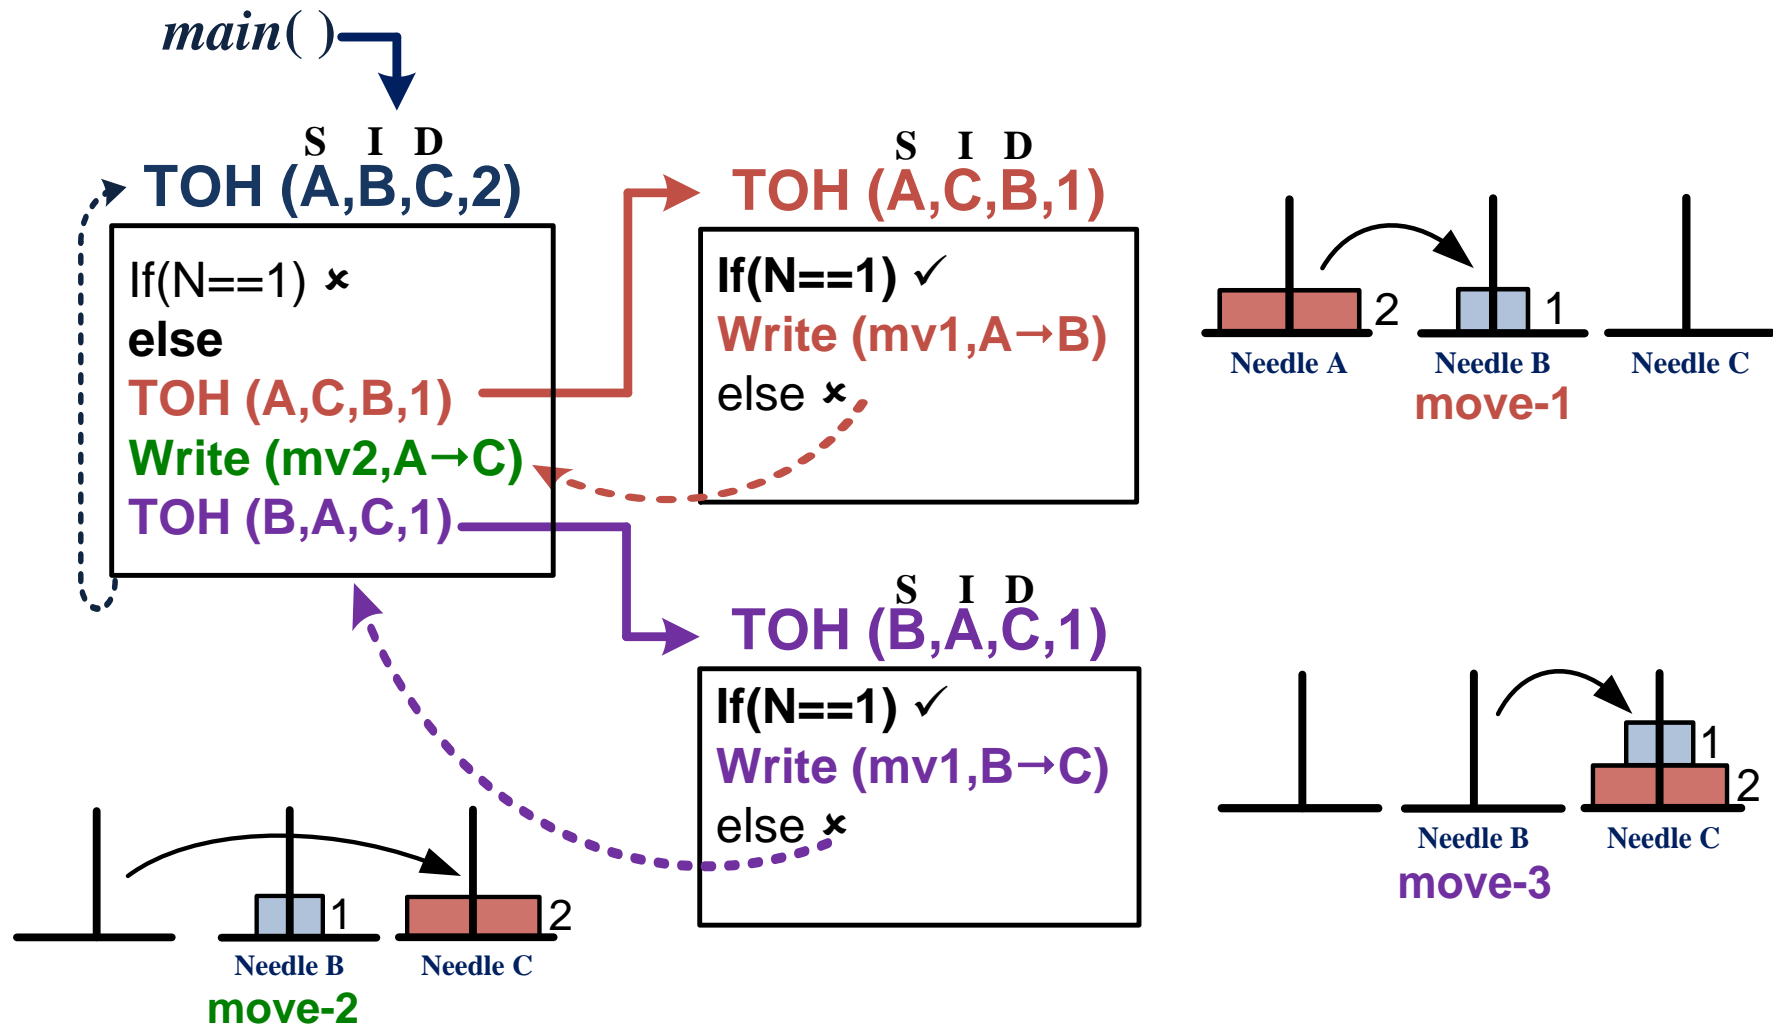 main( )
S I D
TOH (A,B,C,2)
If(N==1) ✘
else
TOH (A,C,B,1)
Write (mv2,A→C)
TOH (B,A,C,1)
S I D
TOH (A,C,B,1)
If(N==1) ✓
Write (mv1,A→B)
else ✘
2
1
Needle A
Needle B
Needle C
move-1
S I D
TOH (B,A,C,1)
If(N==1) ✓
Write (mv1,B→C)
else ✘
1
2
Needle B
Needle C
move-3
1
2
Needle B
Needle C
move-2